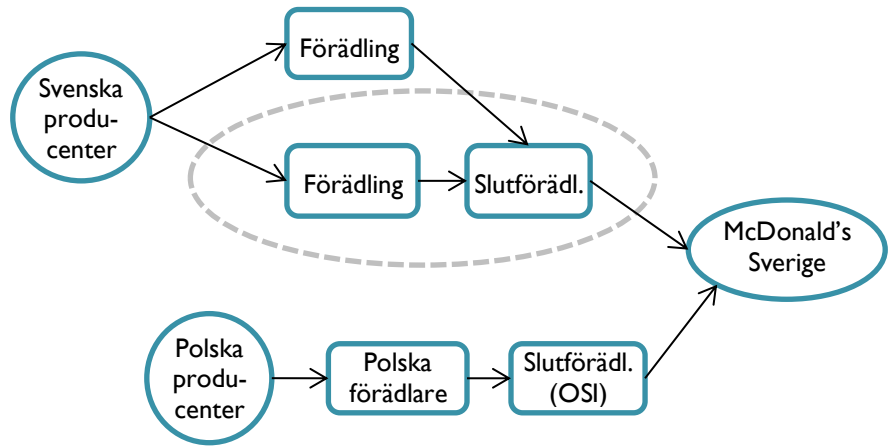 Förädling
Svenska
produ-
center
Förädling
Slutförädl.
McDonald's
Sverige
Polska
produ-
center
Polska
förädlare
Slutförädl.
(OSI)